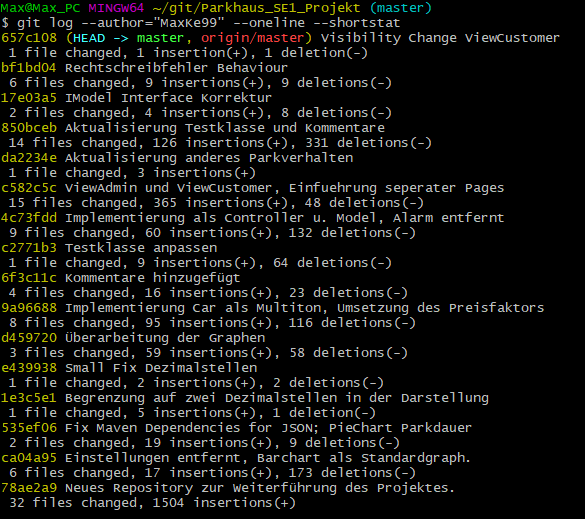 Max@Max_PC MINGW64 ~/git/Parkhaus_SE1_Projekt (master)
$ git log --author="MaxKe99" --oneline --shortstat
657c108 (HEAD -> master, origin/master) Visibility Change ViewCustomer
 1 file changed, 1 insertion(+), 1 deletion(-)
bf1bd04 Rechtschreibfehler Behaviour
 6 files changed, 9 insertions(+), 9 deletions(-)
17e03a5 IModel Interface Korrektur
 2 files changed, 4 insertions(+), 8 deletions(-)
850bceb Aktualisierung Testklasse und Kommentare
 14 files changed, 126 insertions(+), 331 deletions(-)
da2234e Aktualisierung anderes Parkverhalten
 1 file changed, 3 insertions(+)
c582c5c ViewAdmin und ViewCustomer, Einfuehrung seperater Pages
 15 files changed, 365 insertions(+), 48 deletions(-)
4c73fdd Implementierung als Controller u. Model, Alarm entfernt
 9 files changed, 60 insertions(+), 132 deletions(-)
c2771b3 Testklasse anpassen
 1 file changed, 9 insertions(+), 64 deletions(-)
6f3c11c Kommentare hinzugefügt
 4 files changed, 16 insertions(+), 23 deletions(-)
9a96688 Implementierung Car als Multiton, Umsetzung des Preisfaktors
 8 files changed, 95 insertions(+), 116 deletions(-)
d459720 Überarbeitung der Graphen
 3 files changed, 59 insertions(+), 58 deletions(-)
e439938 Small Fix Dezimalstellen
 1 file changed, 2 insertions(+), 2 deletions(-)
1e3c5e1 Begrenzung auf zwei Dezimalstellen in der Darstellung
 1 file changed, 5 insertions(+), 1 deletion(-)
535ef06 Fix Maven Dependencies for JSON; PieChart Parkdauer
 2 files changed, 19 insertions(+), 9 deletions(-)
ca04a95 Einstellungen entfernt, Barchart als Standardgraph.
 6 files changed, 17 insertions(+), 173 deletions(-)
78ae2a9 Neues Repository zur Weiterführung des Projektes.
 32 files changed, 1504 insertions(+)